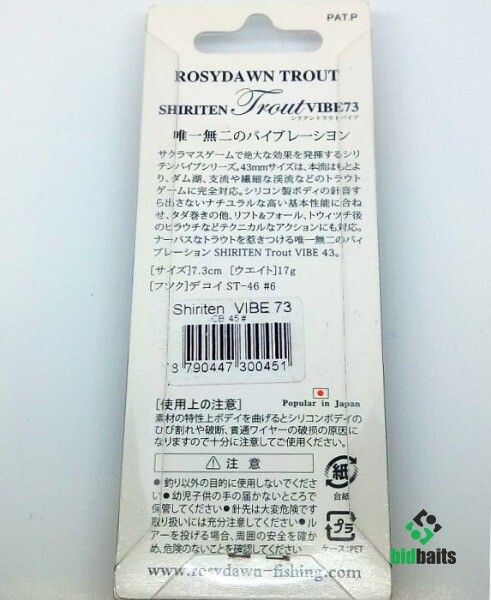 PAT.P
ROSYDAWN TROUT
SHIRITEN Trout VIBE73
シリテントラウトバイブ
唯一無二のバイブレーション
サクラマスゲームで絶大な効果を発揮するシリ
テンバイブシリーズ。43mmサイズは、本流はもとよ
り、ダム湖、支流や繊細な渓流などのトラウト
ゲームに完全対応。シリコン製ボディの針音す
ら出さないナチュラルな高い基本性能に合わ
せ、タダ巻きの他、リフト&フォール、トウィッチ後
のヒラウチなどテクニカルなアクションにも対応。
ナーバスなトラウトを惹きつける唯一無二のバイ
ブレーション SHIRITEN Trout VIBE 43。
[サイズ]7.3cm [ウエイト]17g
[フック]デコイ ST-46 #6
Shiriten VIBE 73
CB 45#
790447 300451
Popular in Japan
[使用上の注意]
素材の特性上ボディを曲げるとシリコンボディの
ひび割れや破断、貫通ワイヤーの破損の原因に
なりますので十分に注意してご使用ください。
⚠ 注意
●釣り以外の目的に使用しないでくださ
い●幼児子供の手の届かないところで
保管してください●針先は大変危険です
取り扱いには充分注意してください●ル
アーを投げる場合、周囲の安全を確か
め、危険のないことを確認してください
紙
台紙
プラ
ケース:PET
www.rosydawn-fishing.com
bidbaits